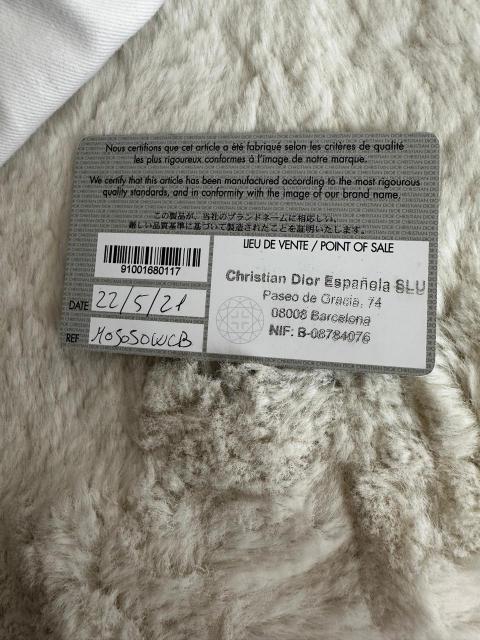 Nous certifions que cet article a été fabriqué selon les critères de qualité
les plus rigoureux conformes à l'image de notre marque.
We certify that this article has been manufactured according to the most rigourous
quality standards, and in conformity with the image of our brand name.
この製品が、当社のブランドネームに相応しい、
厳しい品質基準に基づいて製造されたことを証明いたします。
LIEU DE VENTE / POINT OF SALE
91001680117
Christian Dior Española SLU
Paseo de Gracia, 74
08008 Barcelona
NIF: B-08784076
DATE 22/5/21
REF MOSOSOWCB